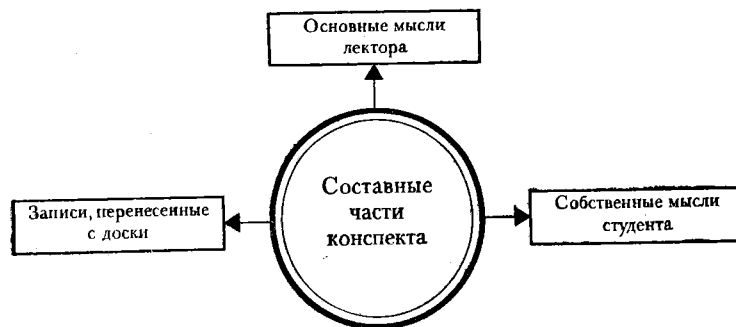 Основные мысли
лектора
Составные
части
конспекта
Записи, перенесенные
с доски
Собственные мысли
студента